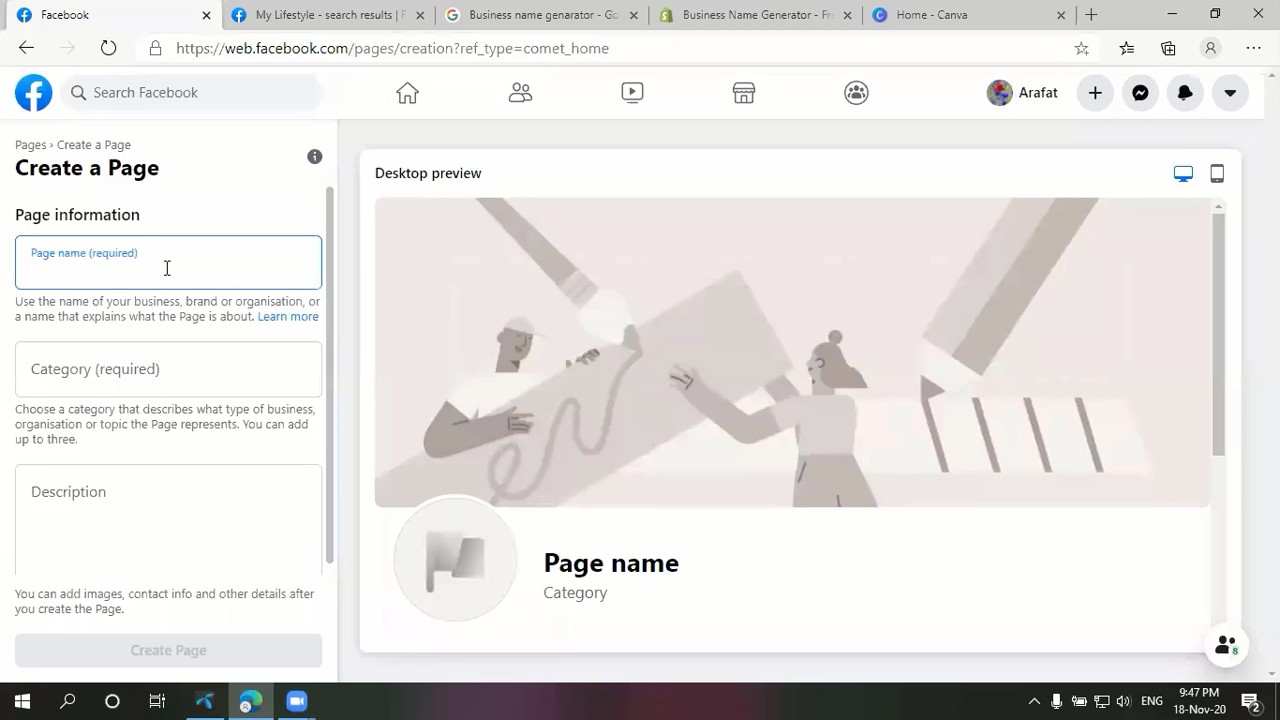 Facebook
My Lifestyle - search results | F
Business name genarator - Go
Business Name Generator - Fr
Home - Canva
https://web.facebook.com/pages/creation?ref_type=comet_home
Search Facebook
Arafat
Pages › Create a Page
Create a Page
Page information
Page name (required)
Use the name of your business, brand or organisation, or
a name that explains what the Page is about. Learn more
Category (required)
Choose a category that describes what type of business,
organisation or topic the Page represents. You can add
up to three.
Description
You can add images, contact info and other details after
you create the Page.
Create Page
Desktop preview
Page name
Category
8
ENG
9:47 PM
18-Nov-20
2